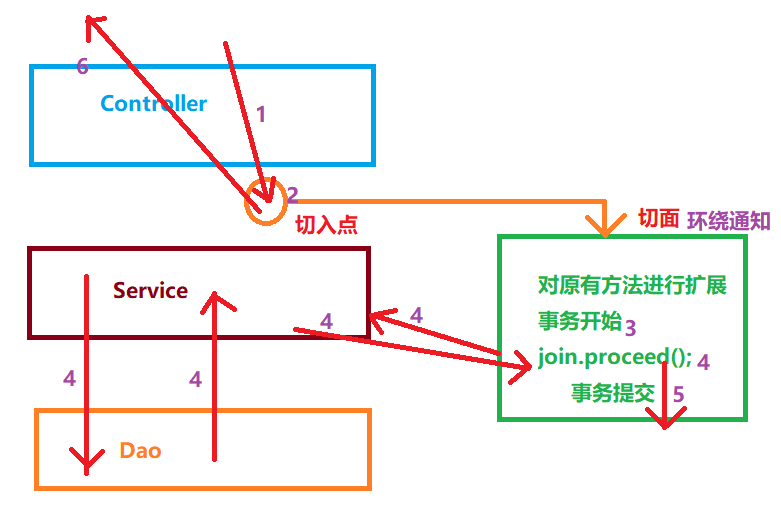 6
Controller
1
2
切入点
切面 环绕通知
Service
对原有方法进行扩展
事务开始 3
4
4
join.proceed(); 4
4
4
事务提交 5
Dao